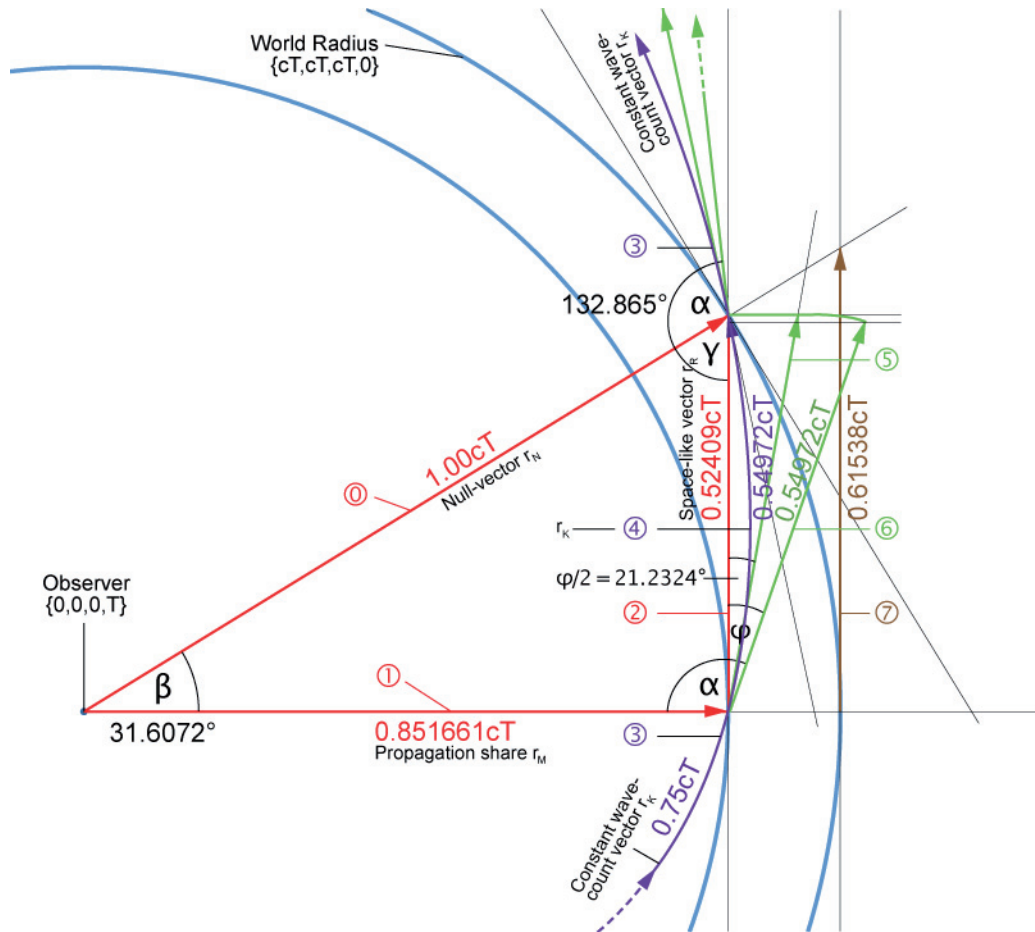 World Radius
{cT,cT,cT,0}
Constant wave-
count vector r_K
③
132.865°
α
γ
⓪
1.00cT
Null-vector r_N
Space-like vector r_R
0.52409cT
0.54972cT
0.54972cT
0.61538cT
⑤
r_K
④
⑥
φ/2=21.2324°
Observer
{0,0,0,T}
②
φ
⑦
β
①
α
31.6072°
0.851661cT
Propagation share r_M
③
0.75cT
Constant wave-
count vector r_K